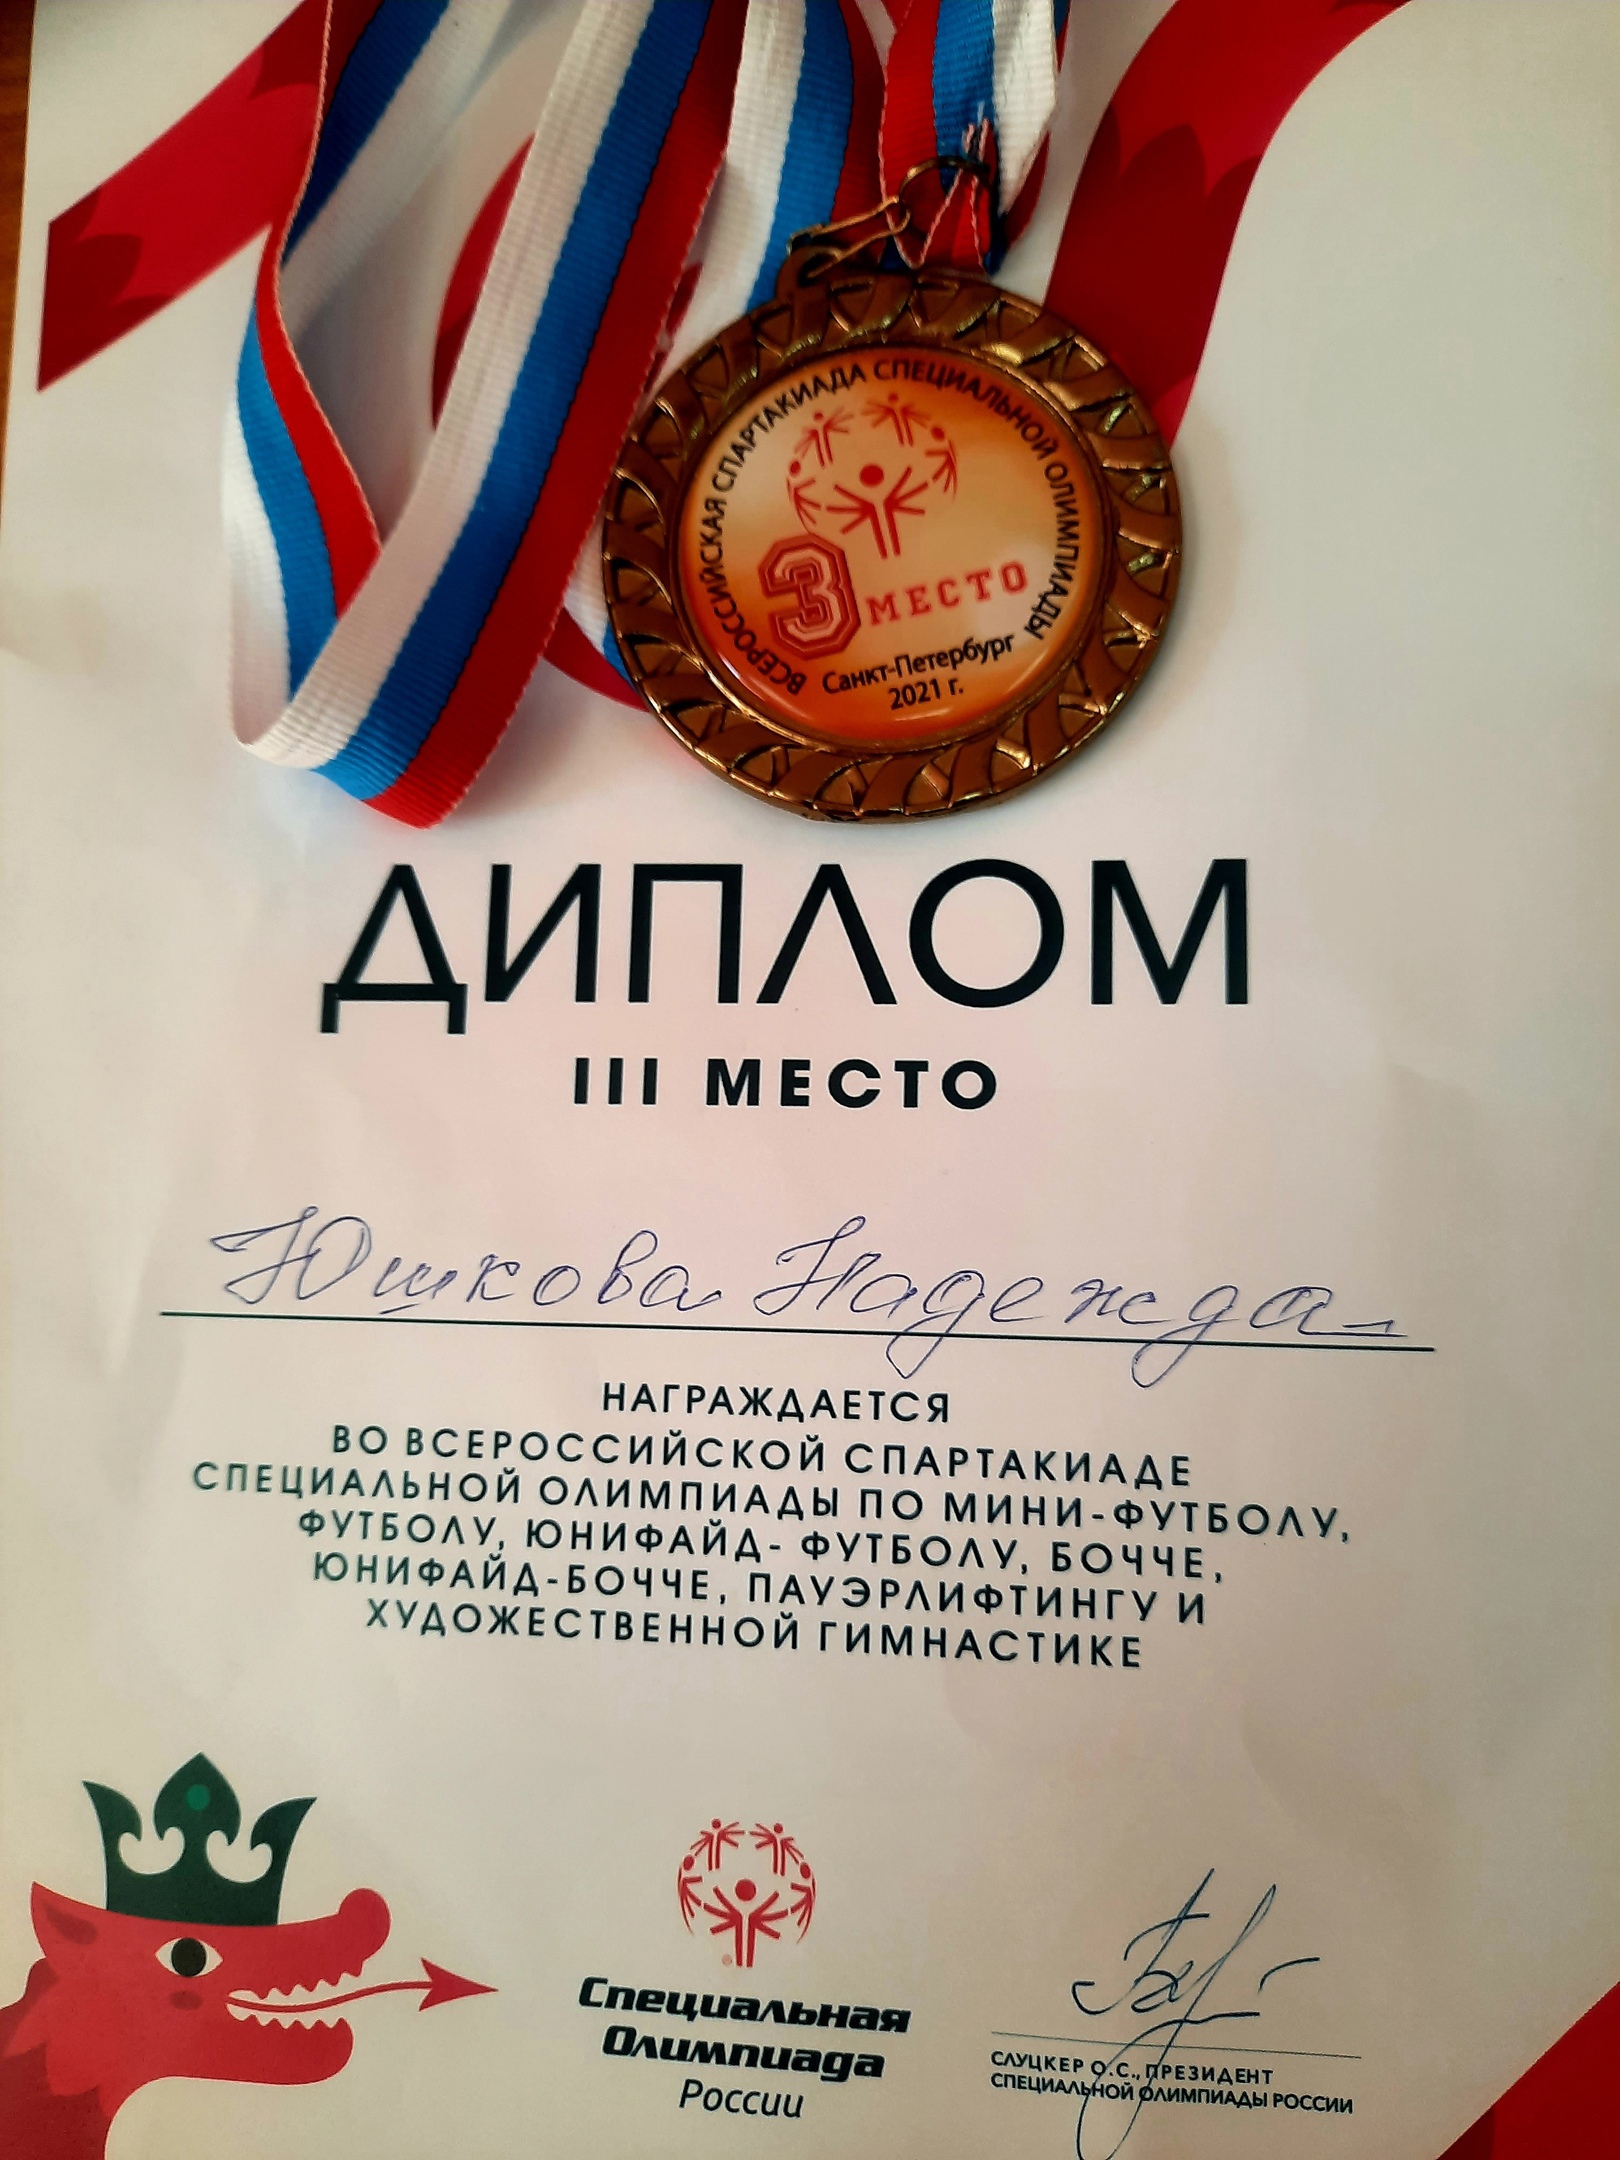 ВСЕРОССИЙСКАЯ СПАРТАКИАДА СПЕЦИАЛЬНОЙ ОЛИМПИАДЫ
3 МЕСТО
Санкт-Петербург
2021 г.
ДИПЛОМ
III МЕСТО
Юшкова Надежда
НАГРАЖДАЕТСЯ
ВО ВСЕРОССИЙСКОЙ СПАРТАКИАДЕ
СПЕЦИАЛЬНОЙ ОЛИМПИАДЫ ПО МИНИ-ФУТБОЛУ,
ФУТБОЛУ, ЮНИФАЙД- ФУТБОЛУ, БОЧЧЕ,
ЮНИФАЙД-БОЧЧЕ, ПАУЭРЛИФТИНГУ И
ХУДОЖЕСТВЕННОЙ ГИМНАСТИКЕ
Специальная
Олимпиада
России
СЛУЦКЕР О.С., ПРЕЗИДЕНТ
СПЕЦИАЛЬНОЙ ОЛИМПИАДЫ РОССИИ